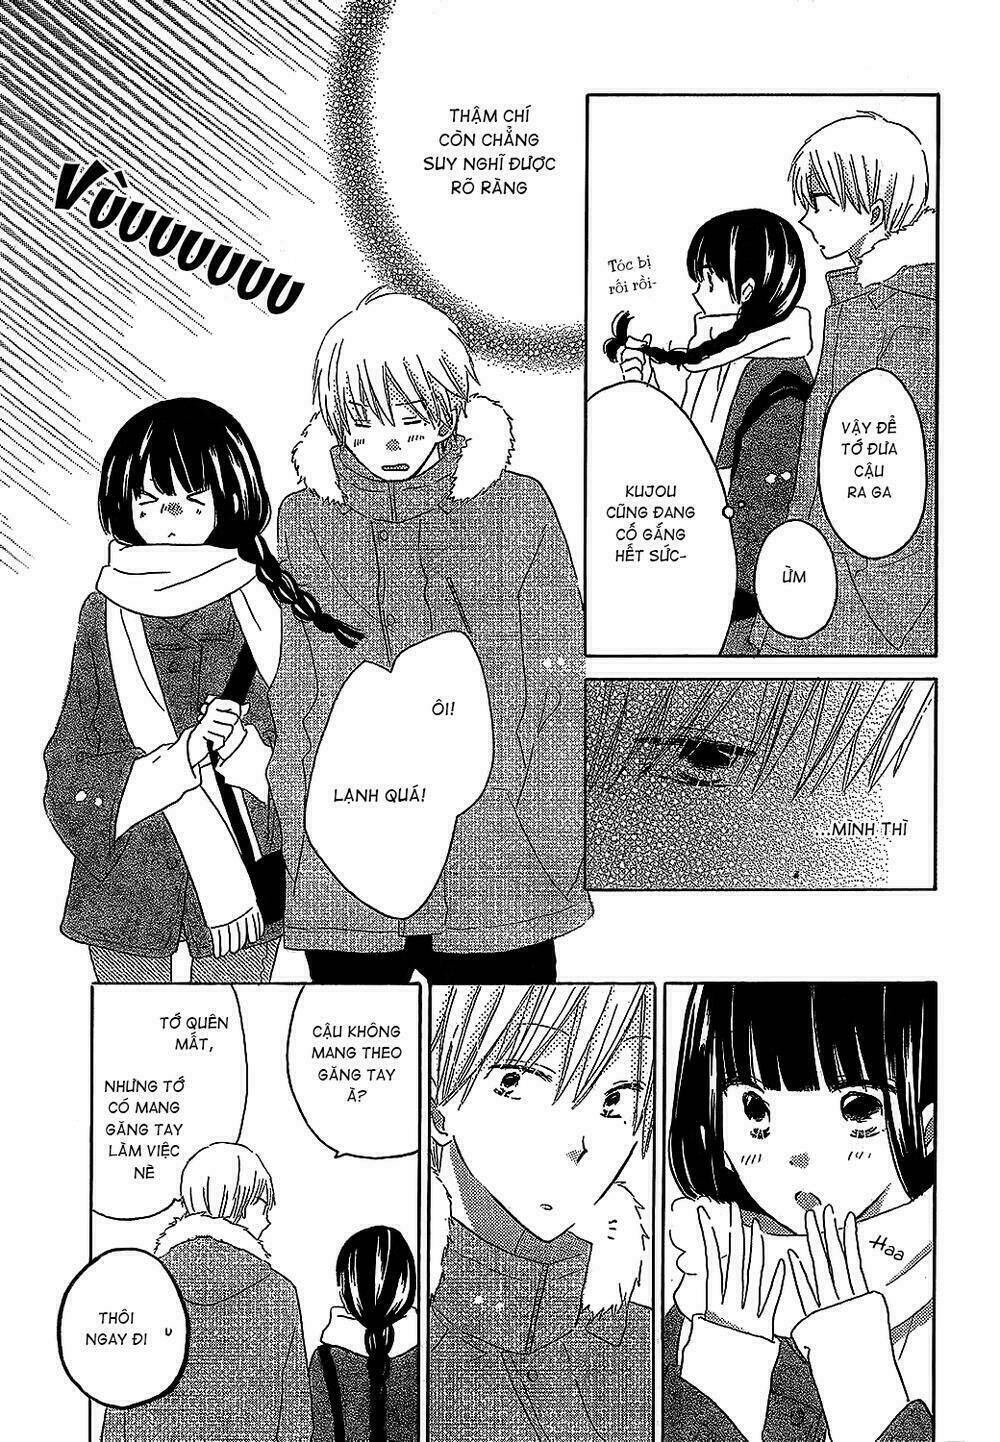 VẬY ĐỂ
TỚ ĐƯA
CẬU
RA GA
Tóc bị
rối rồi-
ỪM
KUJOU
CŨNG ĐANG
CỐ GẮNG
HẾT SỨC-
...MINH THÌ
THẬM CHÍ
CÒN CHẲNG
SUY NGHĨ ĐƯỢC
RÕ RÀNG
VÙUUUUUUU
ÔI!
LẠNH QUÁ!
Haa
CẬU KHÔNG
MANG THEO
GĂNG TAY
À?
TỚ QUÊN
MẤT,
NHƯNG TỚ
CÓ MANG
GĂNG TAY
LÀM VIỆC
NÈ
THÔI
NGAY ĐI